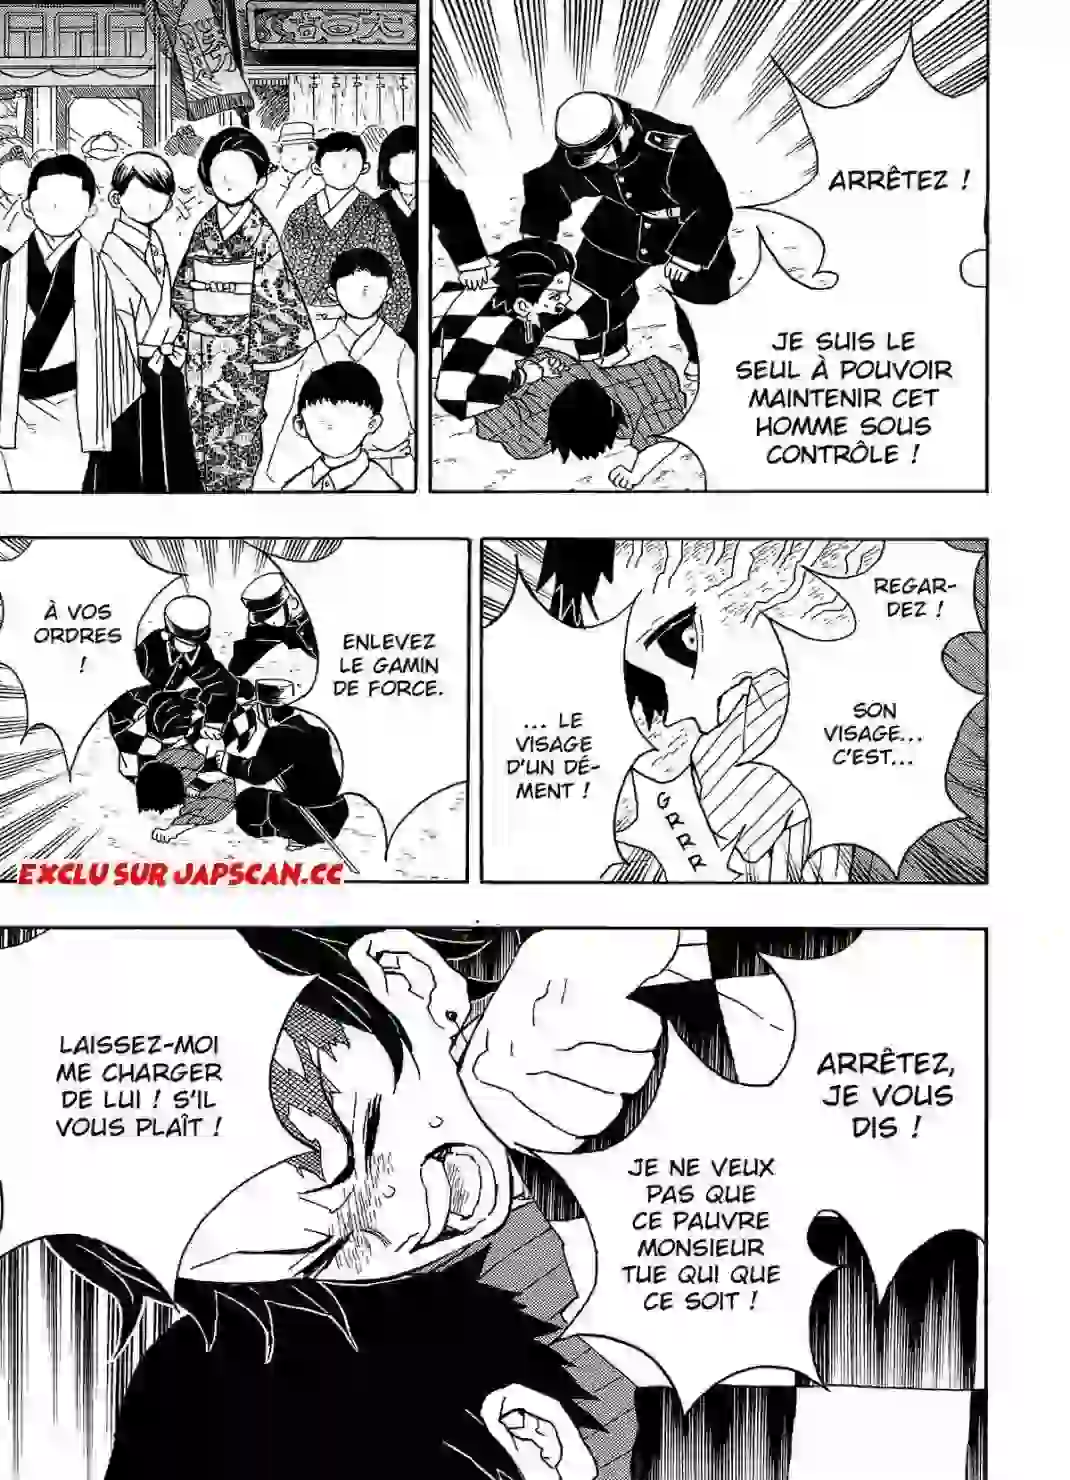 ARRÊTEZ !
JE SUIS LE
SEUL À POUVOIR
MAINTENIR CET
HOMME SOUS
CONTRÔLE !
REGAR-
DEZ !
SON
VISAGE...
C'EST...
... LE
VISAGE
D'UN DÉ-
MENT !
GRRRR
ENLEVEZ
LE GAMIN
DE FORCE.
À VOS
ORDRES
!
EXCLU SUR JAPSCAN.CC
ARRÊTEZ,
JE VOUS
DIS !
JE NE VEUX
PAS QUE
CE PAUVRE
MONSIEUR
TUE QUI QUE
CE SOIT !
LAISSEZ-MOI
ME CHARGER
DE LUI ! S'IL
VOUS PLAÎT !